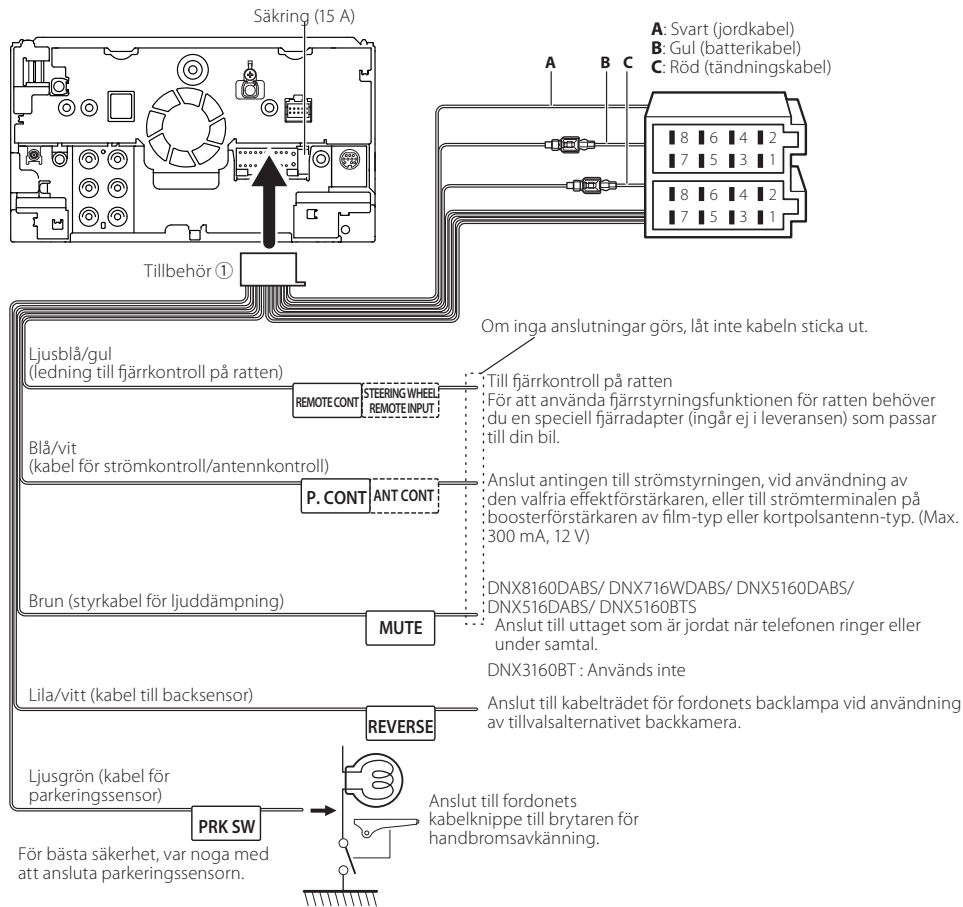 Säkring (15 A)
A: Svart (jordkabel)
B: Gul (batterikabel)
C: Röd (tändningskabel)
A B C
8 6 4 2
7 5 3 1
8 6 4 2
7 5 3 1
Tillbehör ①
Om inga anslutningar görs, låt inte kabeln sticka ut.
Ljusblå/gul
(ledning till fjärrkontroll på ratten)
REMOTE CONT
STEERING WHEEL
REMOTE INPUT
Till fjärrkontroll på ratten
För att använda fjärrstyrningsfunktionen för ratten behöver
du en speciell fjärradapter (ingår ej i leveransen) som passar
till din bil.
Blå/vit
(kabel för strömkontroll/antennkontroll)
P. CONT
ANT CONT
Anslut antingen till strömstyrningen, vid användning av
den valfria effektförstärkaren, eller till strömterminalen på
boosterförstärkaren av film-typ eller kortpolsantenn-typ. (Max.
300 mA, 12 V)
Brun (styrkabel för ljuddämpning)
MUTE
DNX8160DABS/ DNX716WDABS/ DNX5160DABS/
DNX516DABS/ DNX5160BTS
Anslut till uttaget som är jordat när telefonen ringer eller
under samtal.
DNX3160BT : Används inte
Lila/vitt (kabel till backsensor)
REVERSE
Anslut till kabelträdet för fordonets backlampa vid användning
av tillvalsalternativet backkamera.
Ljusgrön (kabel för
parkeringssensor)
PRK SW
Anslut till fordonets
kabelknippe till brytaren för
handbromsavkänning.
För bästa säkerhet, var noga med
att ansluta parkeringssensorn.